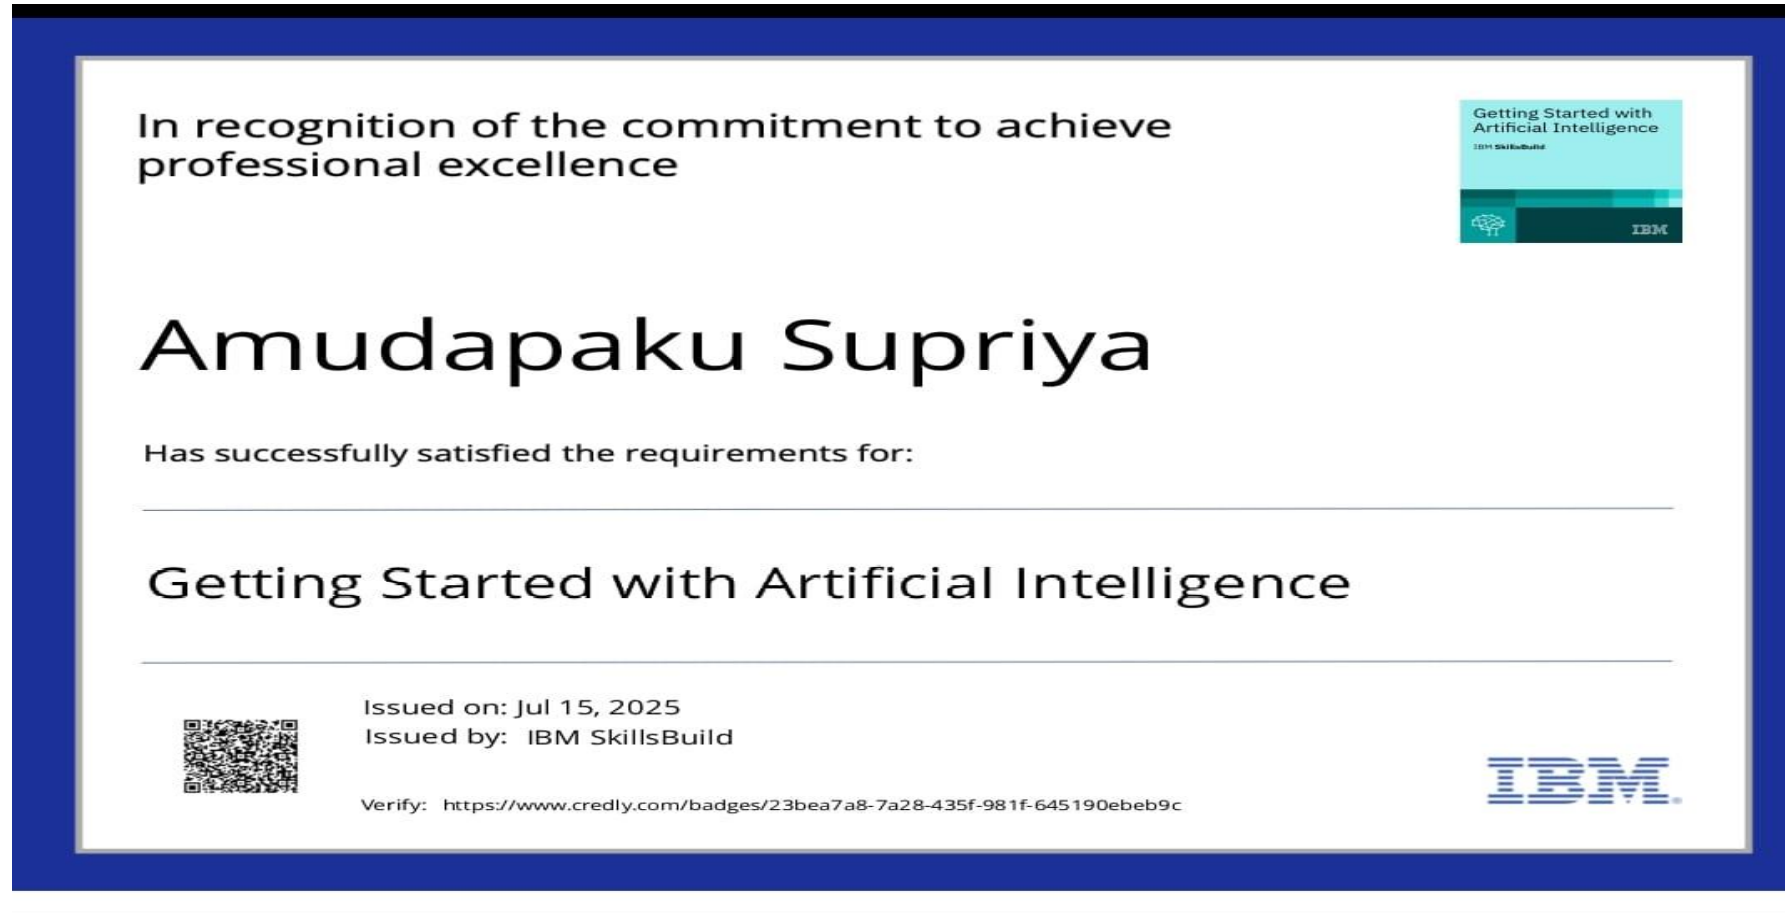 In recognition of the commitment to achieve
professional excellence
Getting Started with
Artificial Intelligence
IBM SkillsBuild
IBM
Amudapaku Supriya
Has successfully satisfied the requirements for:
Getting Started with Artificial Intelligence
Issued on: Jul 15, 2025
Issued by: IBM SkillsBuild
Verify: https://www.credly.com/badges/23bea7a8-7a28-435f-981f-645190ebeb9c
IBM.